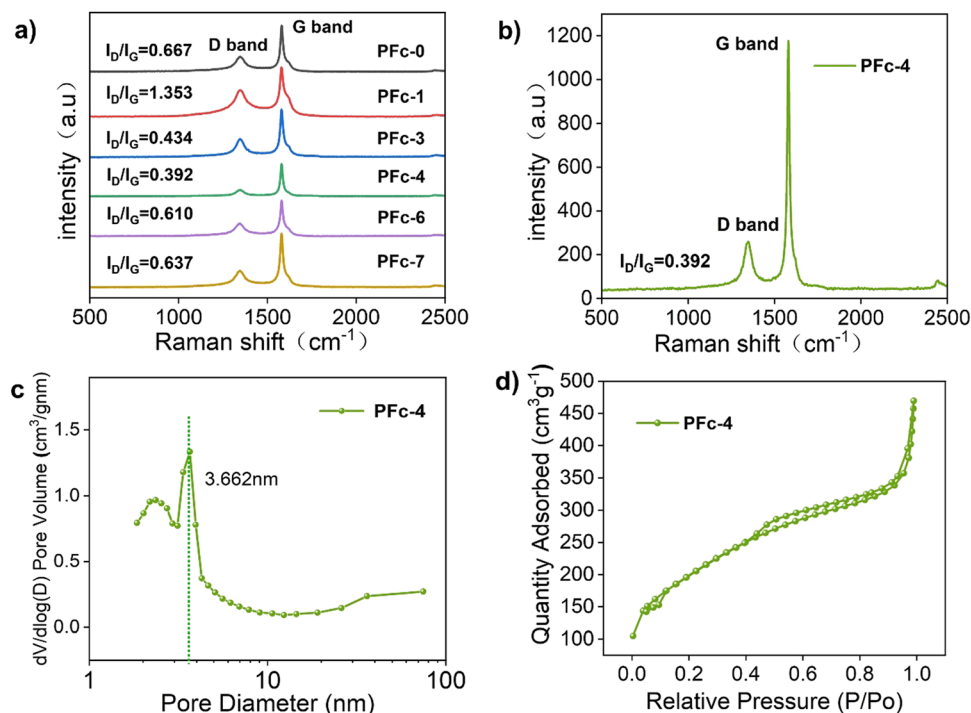 a)
I_D/I_G=0.667 D band G band PFc-0
I_D/I_G=1.353 PFc-1
I_D/I_G=0.434 PFc-3
I_D/I_G=0.392 PFc-4
I_D/I_G=0.610 PFc-6
I_D/I_G=0.637 PFc-7
intensity（a.u）
500 1000 1500 2000 2500
Raman shift（cm⁻¹）
b)
1200
1000
800
600
400
200
0
G band
PFc-4
D band
I_D/I_G=0.392
intensity（a.u）
500 1000 1500 2000 2500
Raman shift（cm⁻¹）
c
1.5
1.0
0.5
0.0
PFc-4
3.662nm
dV/dlog(D) Pore Volume (cm³/gnm)
1 10 100
Pore Diameter (nm)
d)
500
450
400
350
300
250
200
150
100
PFc-4
Quantity Adsorbed (cm³g⁻¹)
0.0 0.2 0.4 0.6 0.8 1.0
Relative Pressure (P/Po)